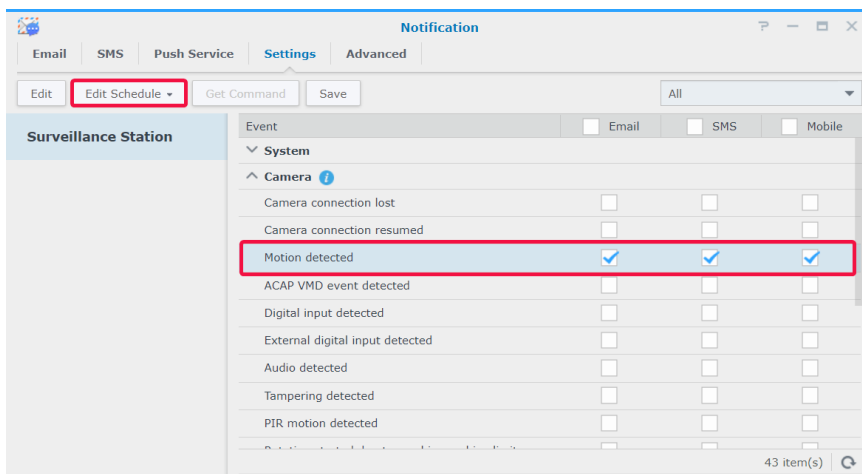 Notification
Email SMS Push Service Settings Advanced
Edit Edit Schedule Get Command Save All
Surveillance Station
Event Email SMS Mobile
System
Camera
Camera connection lost
Camera connection resumed
Motion detected
ACAP VMD event detected
Digital input detected
External digital input detected
Audio detected
Tampering detected
PIR motion detected
43 item(s)